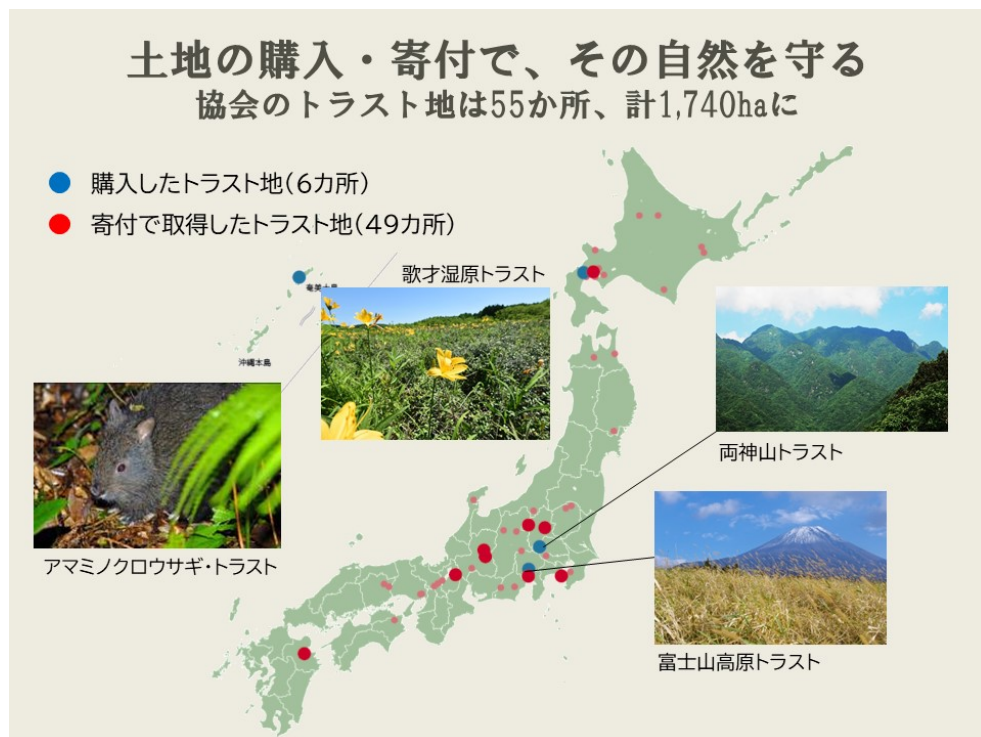 土地の購入・寄付で、その自然を守る
協会のトラスト地は55か所、計1,740haに
購入したトラスト地(6カ所)
寄付で取得したトラスト地(49カ所)
歌才湿原トラスト
沖縄本島
両神山トラスト
アマミノクロウサギ・トラスト
富士山高原トラスト